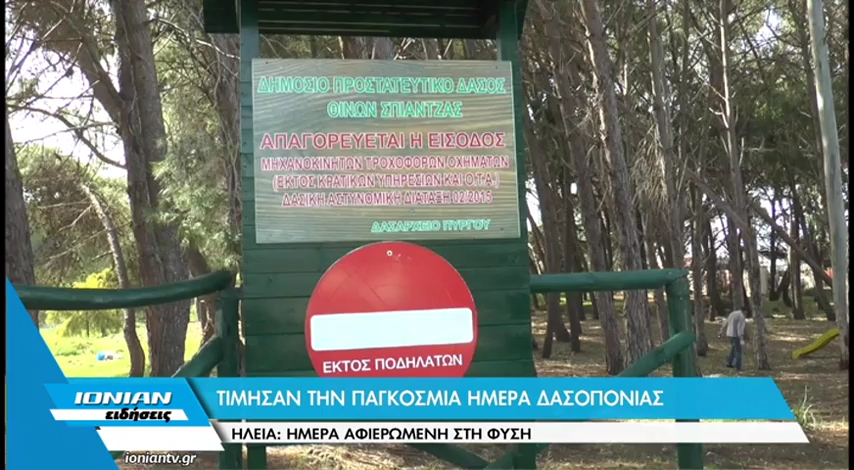 ΔΗΜΟΣΙΟ ΠΡΟΣΤΑΤΕΥΤΙΚΟ ΔΑΣΟΣ
ΘΙΝΩΝ ΣΠΙΑΝΤΖΑΣ
ΑΠΑΓΟΡΕΥΕΤΑΙ Η ΕΙΣΟΔΟΣ
ΜΗΧΑΝΟΚΙΝΗΤΩΝ ΤΡΟΧΟΦΟΡΩΝ ΟΧΗΜΑΤΩΝ
(ΕΚΤΟΣ ΚΡΑΤΙΚΩΝ ΥΠΗΡΕΣΙΩΝ ΚΑΙ Ο.Τ.Α.)
ΔΑΣΙΚΗ ΑΣΤΥΝΟΜΙΚΗ ΔΙΑΤΑΞΗ 02/2015
ΔΑΣΑΡΧΕΙΟ ΠΥΡΓΟΥ
ΕΚΤΟΣ ΠΟΔΗΛΑΤΩΝ
IONIAN
ειδήσεις
ioniantv.gr
ΤΙΜΗΣΑΝ ΤΗΝ ΠΑΓΚΟΣΜΙΑ ΗΜΕΡΑ ΔΑΣΟΠΟΝΙΑΣ
ΗΛΕΙΑ: ΗΜΕΡΑ ΑΦΙΕΡΩΜΕΝΗ ΣΤΗ ΦΥΣΗ